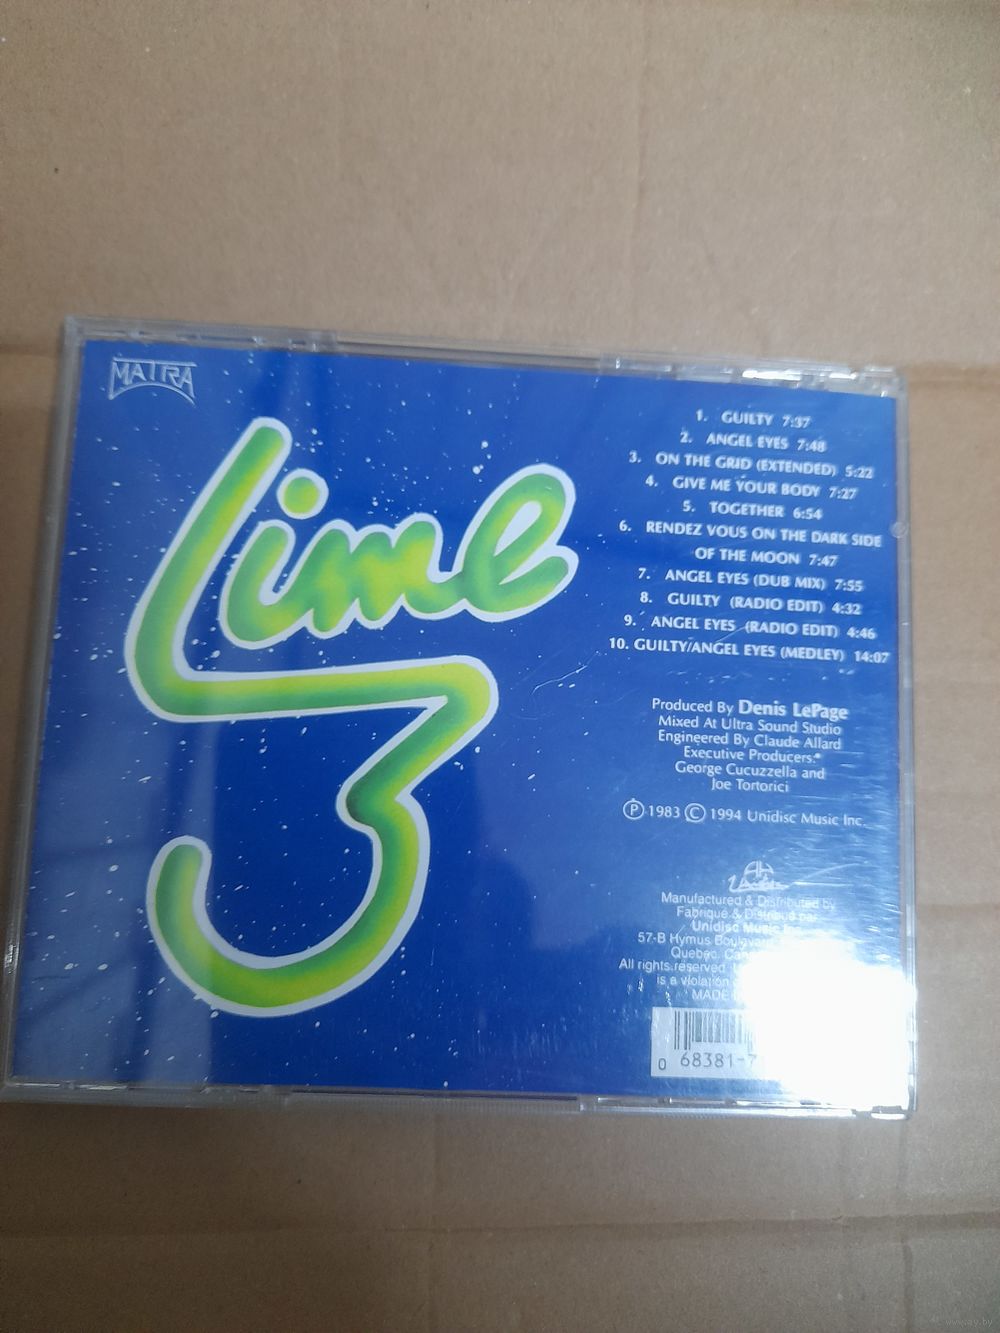 MATRA
Lime
3
1. GUILTY 7:37
2. ANGEL EYES 7:48
3. ON THE GRID (EXTENDED) 5:22
4. GIVE ME YOUR BODY 7:27
5. TOGETHER 6:54
6. RENDEZ VOUS ON THE DARK SIDE
OF THE MOON 7:47
7. ANGEL EYES (DUB MIX) 7:55
8. GUILTY (RADIO EDIT) 4:32
9. ANGEL EYES (RADIO EDIT) 4:46
10. GUILTY/ANGEL EYES (MEDLEY) 14:07
Produced By Denis LePage
Mixed At Ultra Sound Studio
Engineered By Claude Allard
Executive Producers:
George Cucuzzella and
Joe Tortorici
Ⓟ 1983 © 1994 Unidisc Music Inc.
Manufactured & Distributed by
Fabriqué & Distribué par
Unidisc Music
57-B Hymus
Quebec,
All rights reserved
is a violation
MADE
0 68381-7
www.ay.by